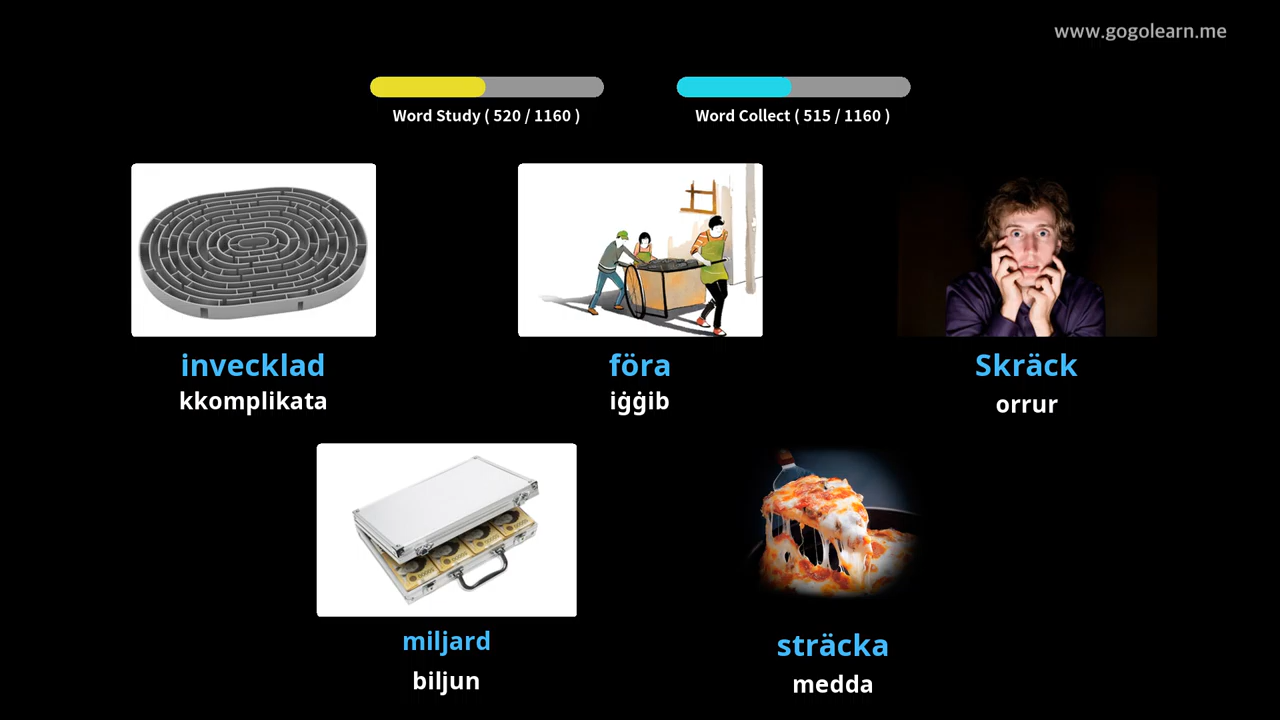 www.gogolearn.me
Word Study ( 520 / 1160 )
Word Collect ( 515 / 1160 )
invecklad
kkomplikata
föra
iġġib
Skräck
orrur
miljard
biljun
sträcka
medda